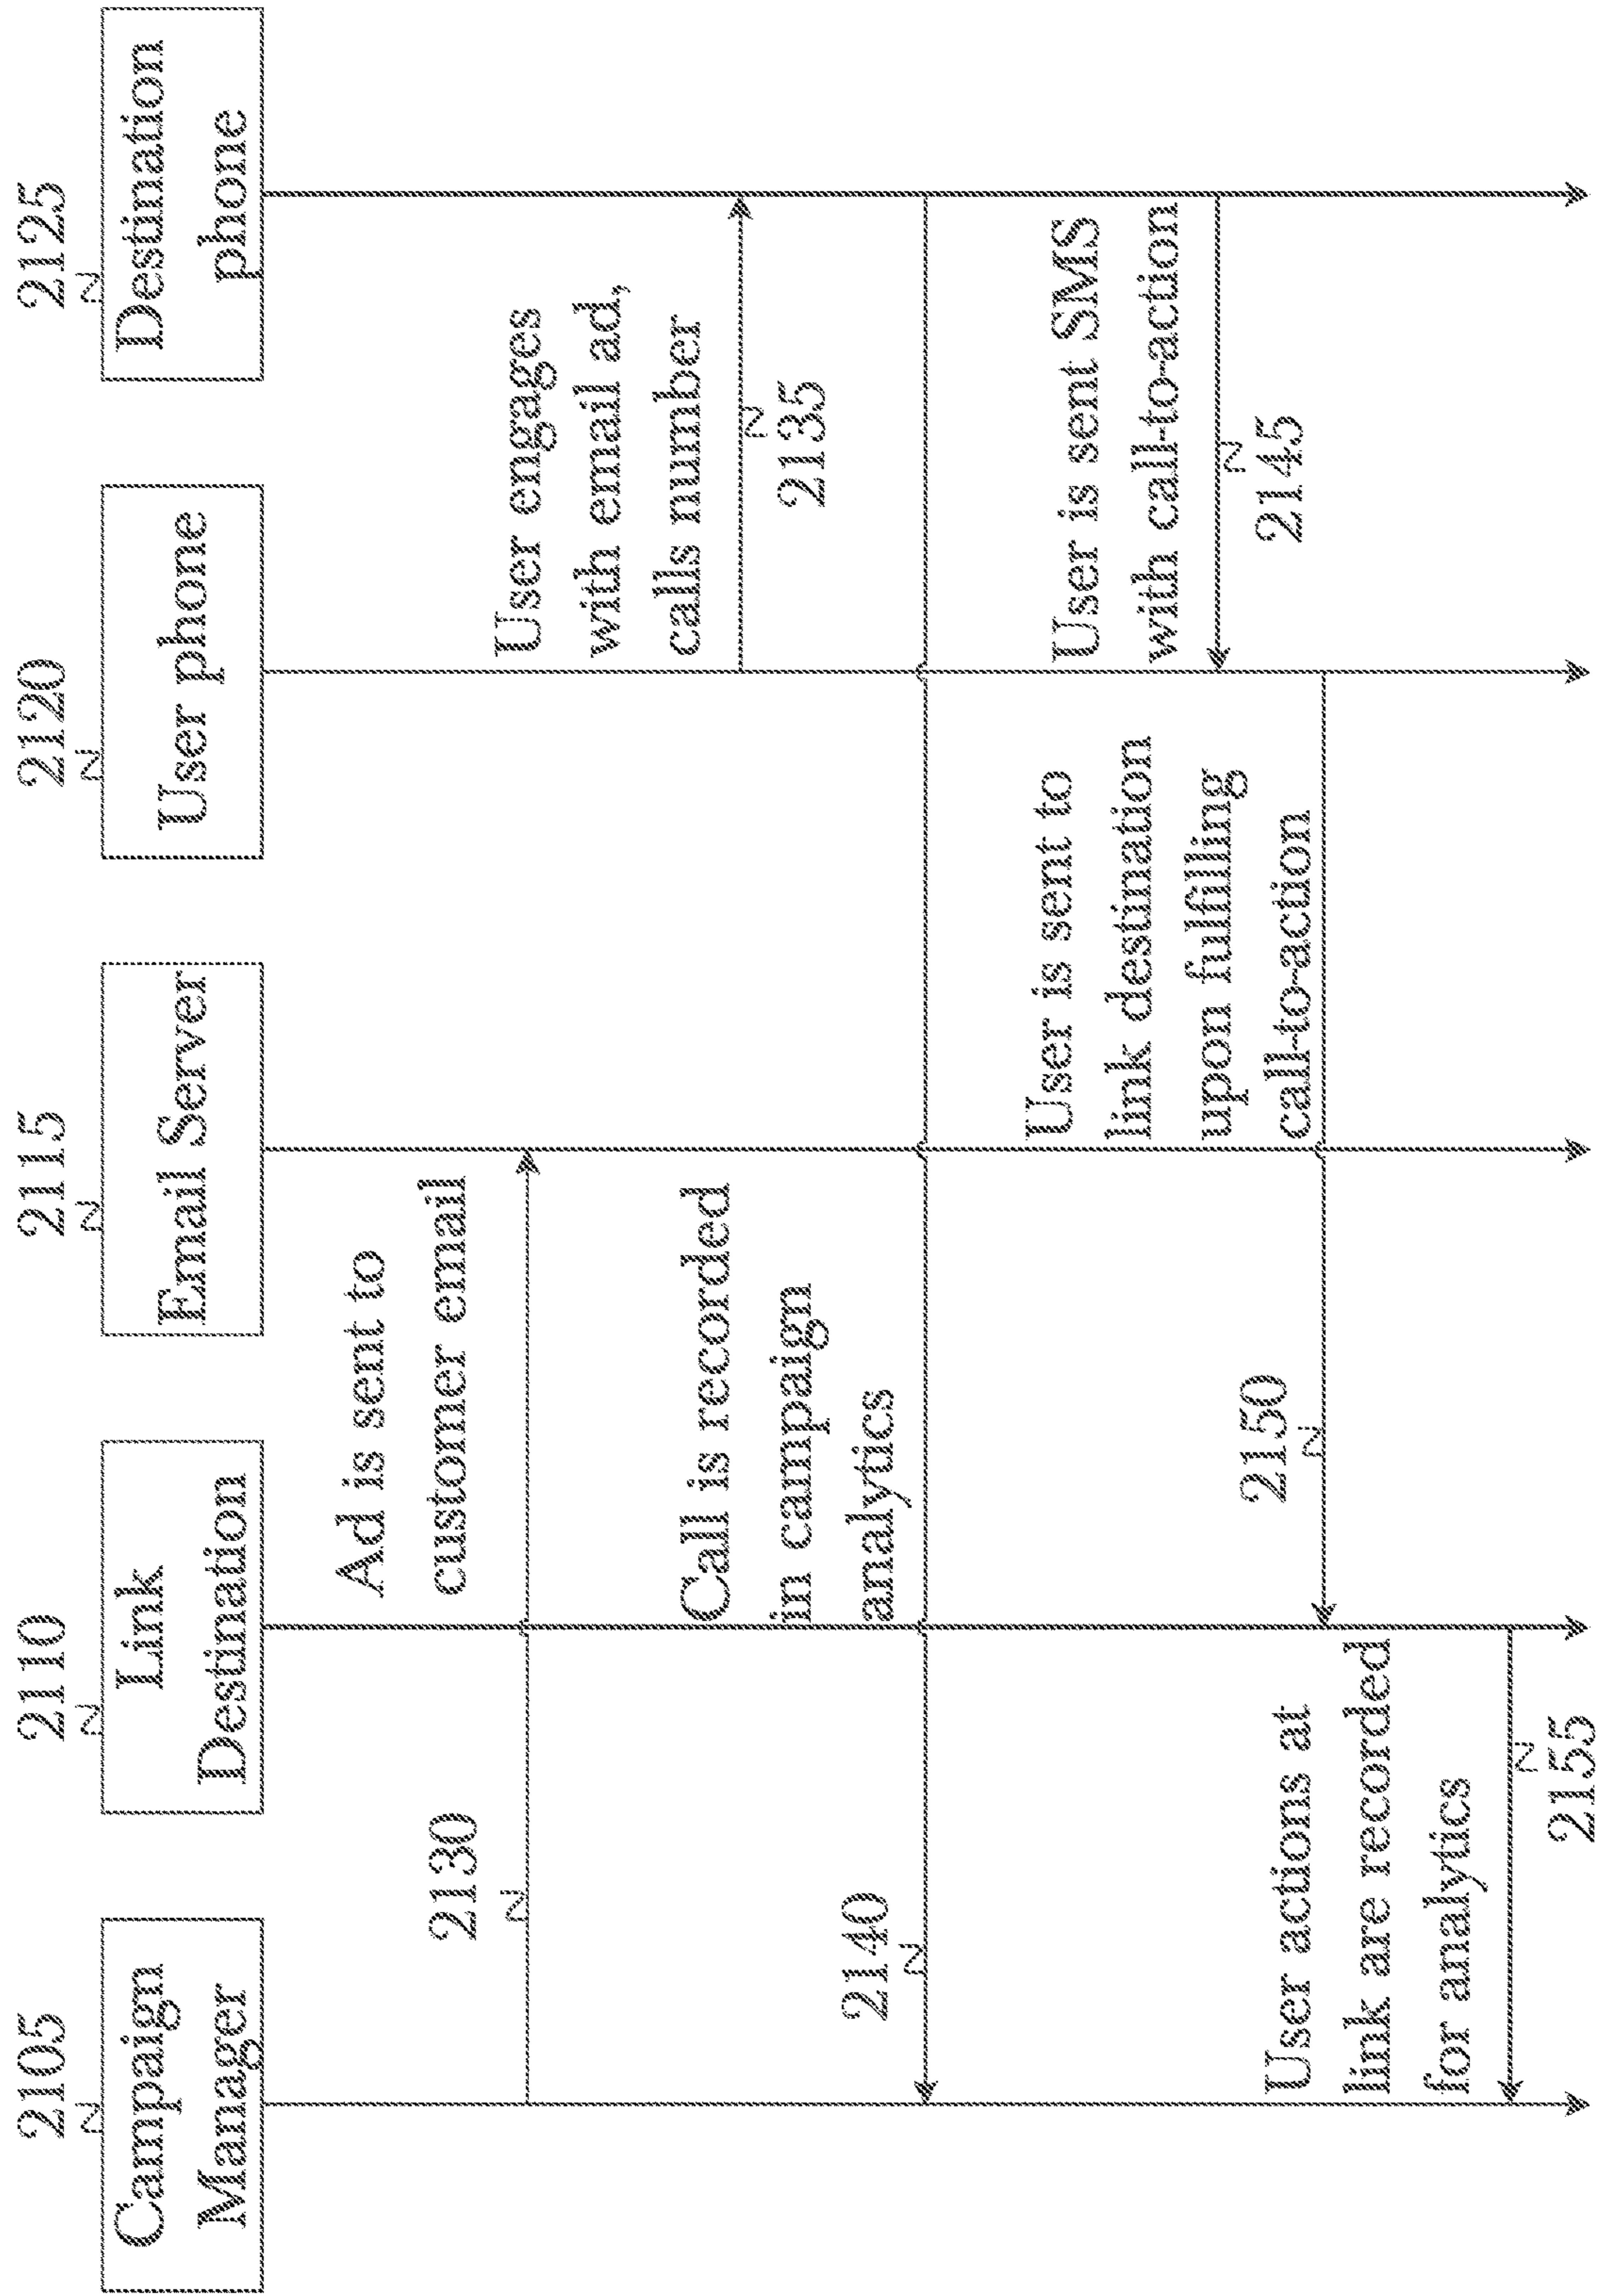 2105
Campaign
Manager
2110
Link
Destination
2115
Email Server
2120
User phone
2125
Destination
phone
Ad is sent to
customer email
2130
User engages
with email ad,
calls number
2135
Call is recorded
in campaign
analytics
2140
User is sent SMS
with call-to-action
2145
User is sent to
link destination
upon fulfilling
call-to-action
2150
User actions at
link are recorded
for analytics
2155